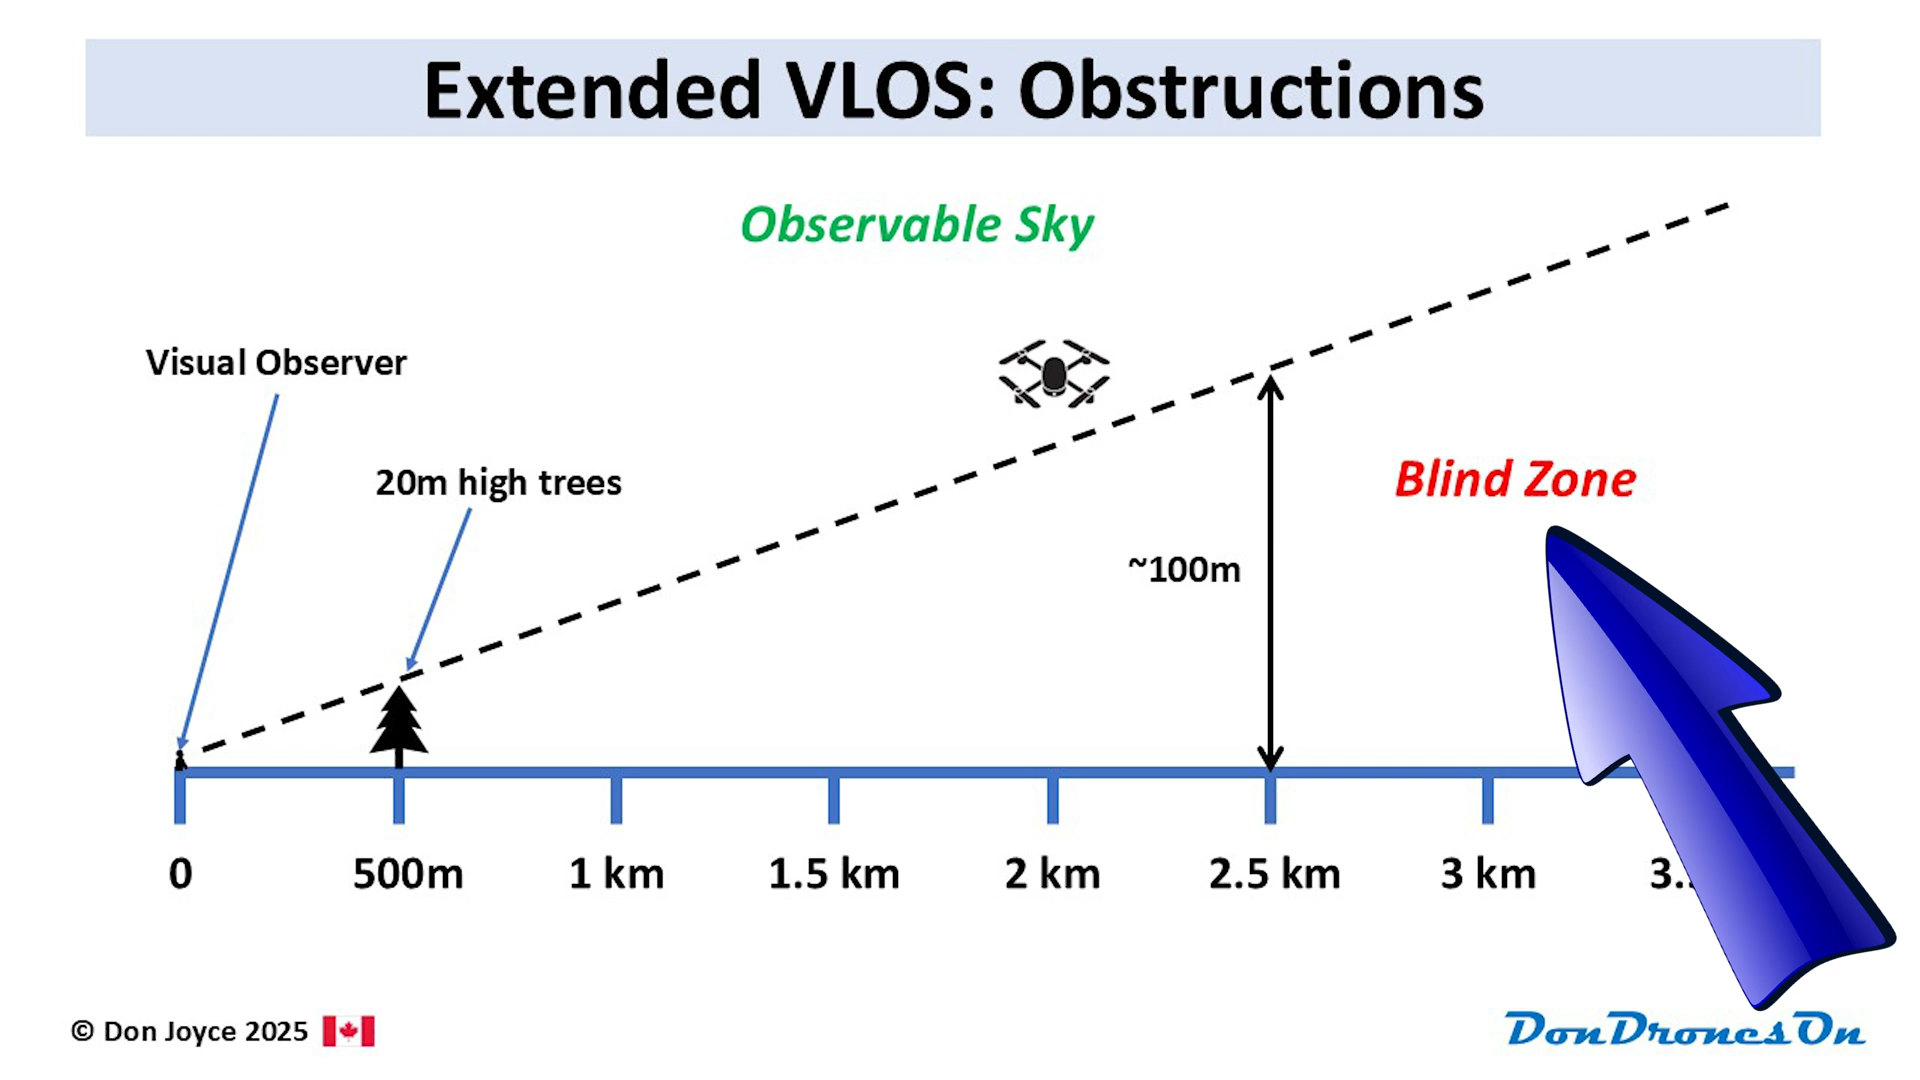 Extended VLOS: Obstructions
Observable Sky
Visual Observer
20m high trees
Blind Zone
~100m
0 500m 1 km 1.5 km 2 km 2.5 km 3 km
© Don Joyce 2025
DonDronesOn